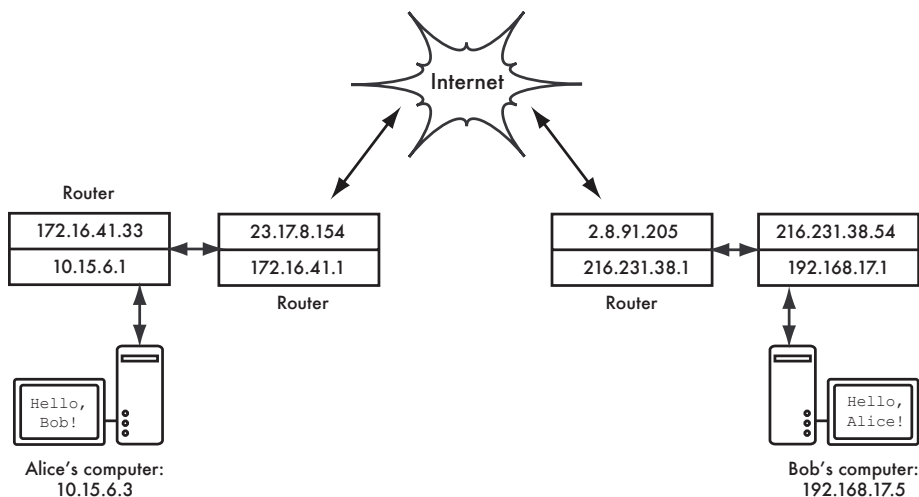 Internet
Router
172.16.41.33
10.15.6.1
23.17.8.154
172.16.41.1
Router
2.8.91.205
216.231.38.1
Router
216.231.38.54
192.168.17.1
Hello,
Bob!
Alice's computer:
10.15.6.3
Hello,
Alice!
Bob's computer:
192.168.17.5